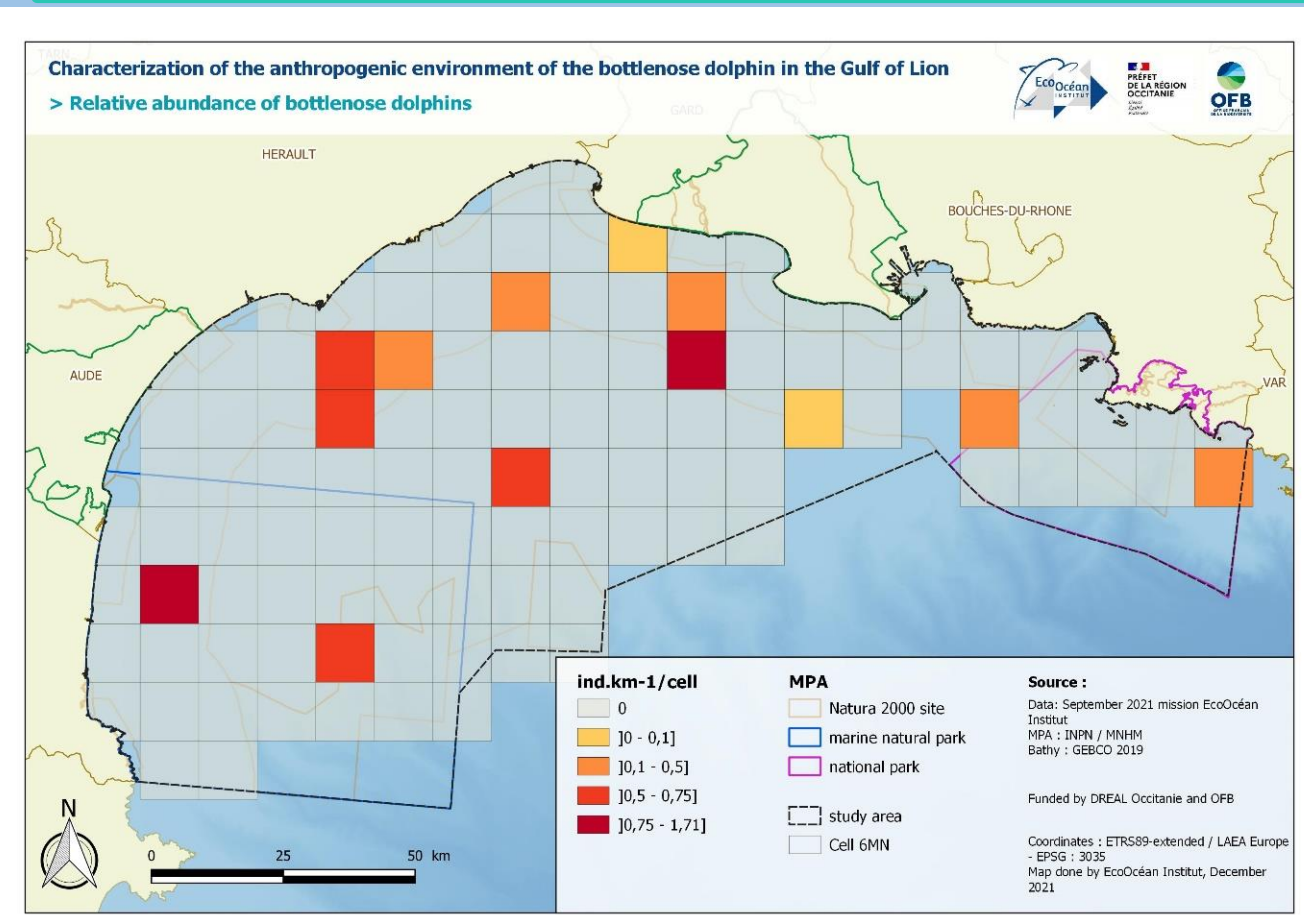 TARN
Characterization of the anthropogenic environment of the bottlenose dolphin in the Gulf of Lion
> Relative abundance of bottlenose dolphins
GARD
EcoOcéan
INSTITUT
PRÉFET
DE LA RÉGION
OCCITANIE
OFB
HERAULT
BOUCHES-DU-RHONE
AUDE
VAR
ind.km-1/cell
0
]0 - 0,1]
]0,1 - 0,5]
]0,5 - 0,75]
]0,75 - 1,71]
MPA
Natura 2000 site
marine natural park
national park
study area
Cell 6MN
Source :
Data: September 2021 mission EcoOcéan
Institut
MPA : INPN / MNHM
Bathy : GEBCO 2019
Funded by DREAL Occitanie and OFB
Coordinates : ETRS89-extended / LAEA Europe
- EPSG : 3035
Map done by EcoOcéan Institut, December
2021
N
0 25 50 km